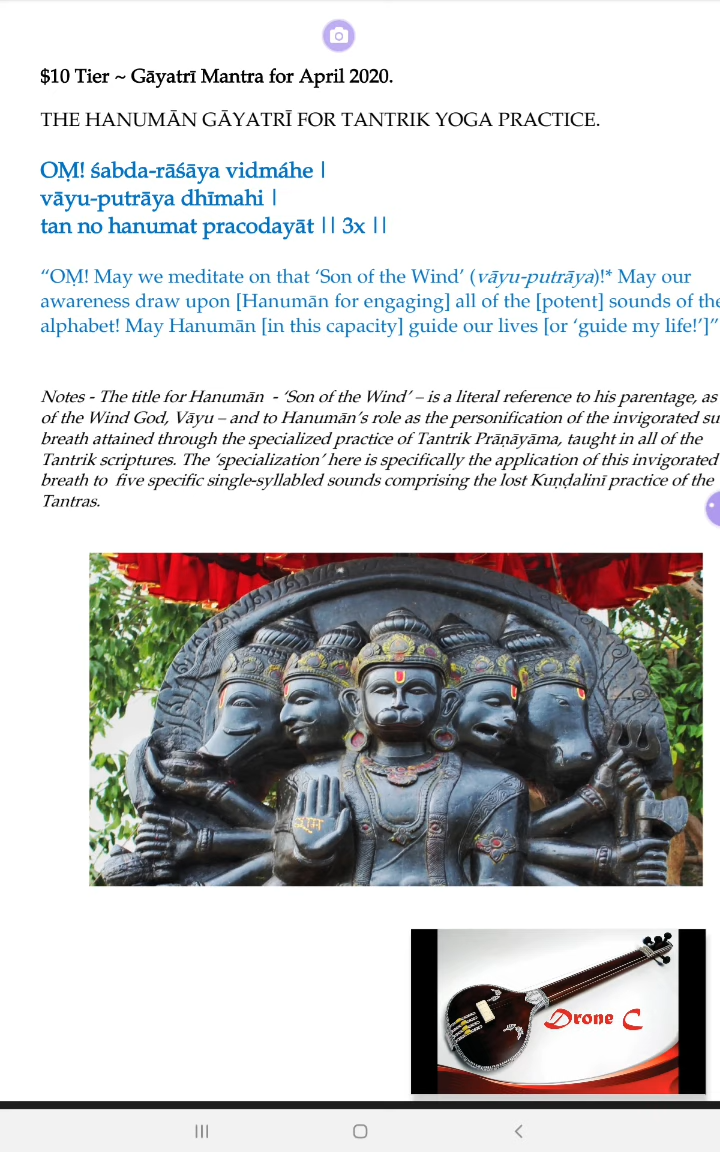 $10 Tier ~ Gāyatrī Mantra for April 2020.
THE HANUMĀN GĀYATRĪ FOR TANTRIK YOGA PRACTICE.
OṂ! śabda-rāśāya vidmáhe |
vāyu-putrāya dhīmahi |
tan no hanumat pracodayāt || 3x ||
“OṂ! May we meditate on that ‘Son of the Wind’ (vāyu-putrāya)!* May our
awareness draw upon [Hanumān for engaging] all of the [potent] sounds of the
alphabet! May Hanumān [in this capacity] guide our lives [or ‘guide my life!’]”
Notes - The title for Hanumān - ‘Son of the Wind’ – is a literal reference to his parentage, as
of the Wind God, Vāyu – and to Hanumān’s role as the personification of the invigorated su
breath attained through the specialized practice of Tantrik Prāṇāyāma, taught in all of the
Tantrik scriptures. The ‘specialization’ here is specifically the application of this invigorated
breath to five specific single-syllabled sounds comprising the lost Kuṇḍalinī practice of the
Tantras.
राम
Drone C